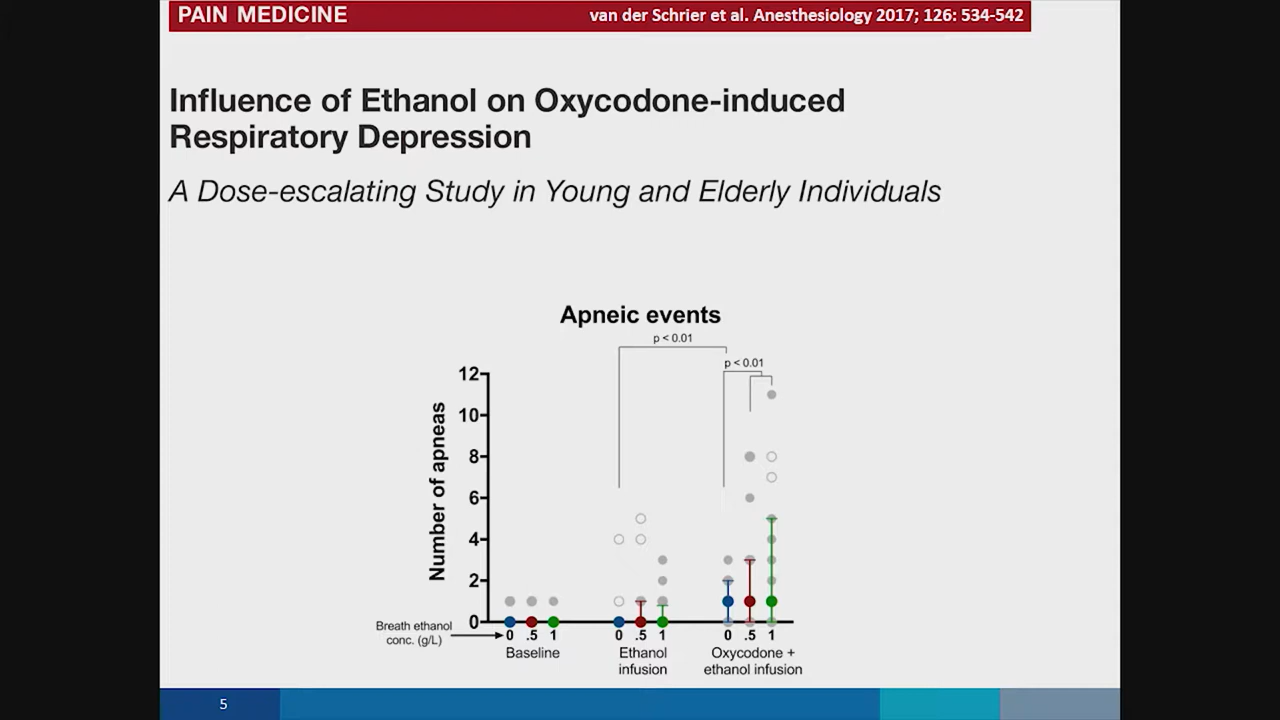 PAIN MEDICINE
van der Schrier et al. Anesthesiology 2017; 126: 534-542
Influence of Ethanol on Oxycodone-induced
Respiratory Depression
A Dose-escalating Study in Young and Elderly Individuals
Apneic events
p < 0.01
p < 0.01
12
10
8
6
4
2
0
Number of apneas
Breath ethanol
conc. (g/L)
0 .5 1
0 .5 1
0 .5 1
Baseline
Ethanol
infusion
Oxycodone +
ethanol infusion
5